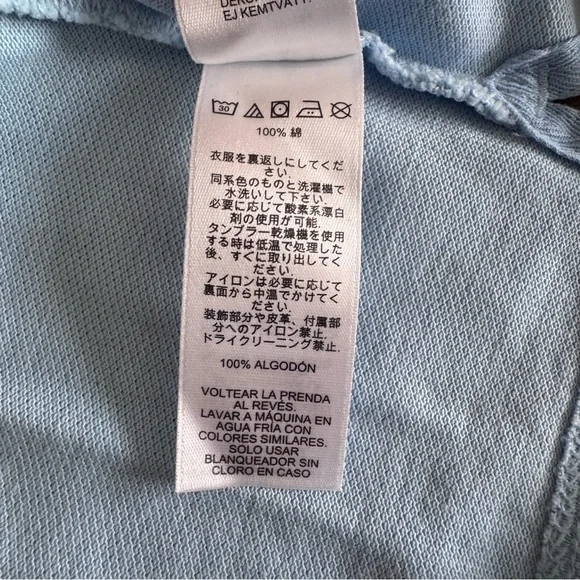 EJ KEMTVÄTT.
30
100% 綿
衣服を裏返しにしてくだ
さい.
同系色のものと洗濯機で
水洗いして下さい.
必要に応じて酸素系漂白
剤の使用が可能.
タンブラー乾燥機を使用
する時は低温で処理した
後、すぐに取り出してく
ださい.
アイロンは必要に応じて
裏面から中温でかけてく
ださい.
装飾部分や皮革、付属部
分へのアイロン禁止.
ドライクリーニング禁止.
100% ALGODÓN
VOLTEAR LA PRENDA
AL REVÉS.
LAVAR A MÁQUINA EN
AGUA FRÍA CON
COLORES SIMILARES.
SOLO USAR
BLANQUEADOR SIN
CLORO EN CASO